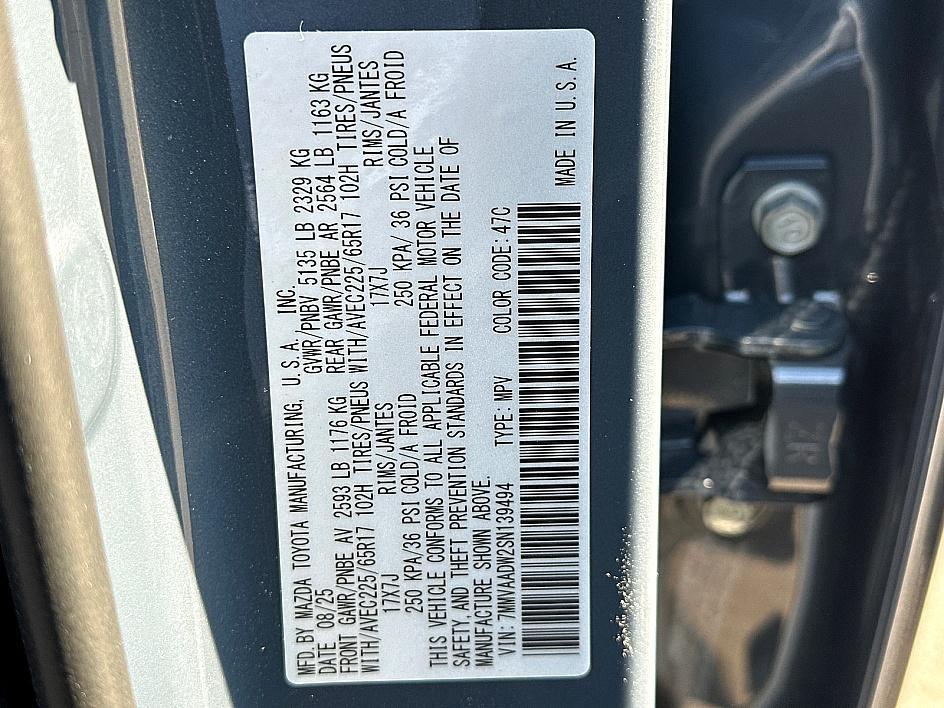 MFD.BY MAZDA TOYOTA MANUFACTURING, U.S.A, INC.
DATE 08/25 GVWR/PNBV 5135 LB 2329 KG
FRONT GAWR/PNBE AV 2593 LB 1176 KG REAR GAWR/PNBE AR 2564 LB 1163 KG
WITH/AVEC225/65R17 102H TIRES/PNEUS WITH/AVEC225/65R17 102H TIRES/PNEUS
17X7J RIMS/JANTES 17X7J RIMS/JANTES
250 KPA/36 PSI COLD/A FROID 250 KPA/ 36 PSI COLD/A FROID
THIS VEHICLE CONFORMS TO ALL APPLICABLE FEDERAL MOTOR VEHICLE
SAFETY, AND THEFT PREVENTION STANDARDS IN EFFECT ON THE DATE OF
MANUFACTURE SHOWN ABOVE.
VIN: 7MMVAADW2SN139494 TYPE: MPV COLOR CODE: 47C
MADE IN U.S.A.